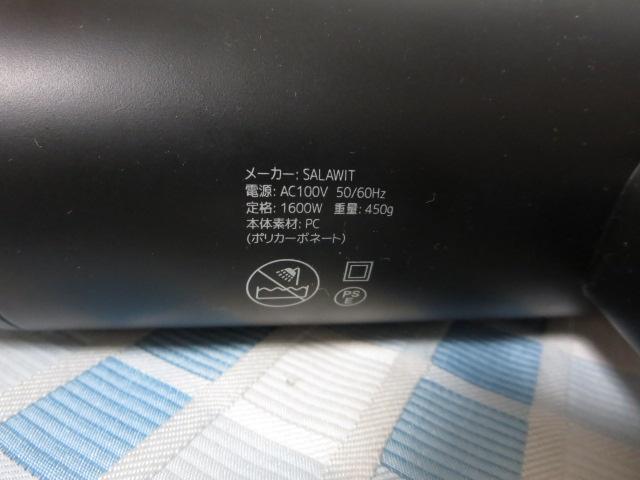 メーカー: SALAWIT
電源: AC100V 50/60Hz
定格: 1600W 重量: 450g
本体素材: PC
(ポリカーボネート)
PS
E